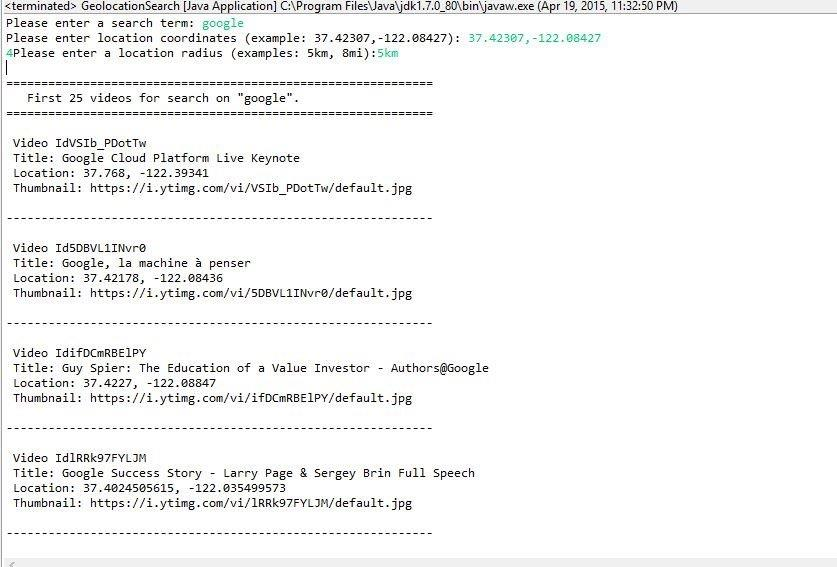 <terminated> GeolocationSearch [Java Application] C:\Program Files\Java\jdk1.7.0_80\bin\javaw.exe (Apr 19, 2015, 11:32:50 PM)
Please enter a search term: google
Please enter location coordinates (example: 37.42307,-122.08427): 37.42307,-122.08427
4Please enter a location radius (examples: 5km, 8mi):5km
=============================================================
First 25 videos for search on "google".
=============================================================
Video IdVSIb_PDotTw
Title: Google Cloud Platform Live Keynote
Location: 37.768, -122.39341
Thumbnail: https://i.ytimg.com/vi/VSIb_PDotTw/default.jpg
-------------------------------------------------------------
Video Id5DBVL1INvr0
Title: Google, la machine à penser
Location: 37.42178, -122.08436
Thumbnail: https://i.ytimg.com/vi/5DBVL1INvr0/default.jpg
-------------------------------------------------------------
Video IdifDCmRBElPY
Title: Guy Spier: The Education of a Value Investor - Authors@Google
Location: 37.4227, -122.08847
Thumbnail: https://i.ytimg.com/vi/ifDCmRBElPY/default.jpg
-------------------------------------------------------------
Video IdlRRk97FYLJM
Title: Google Success Story - Larry Page & Sergey Brin Full Speech
Location: 37.4024505615, -122.035499573
Thumbnail: https://i.ytimg.com/vi/lRRk97FYLJM/default.jpg
-------------------------------------------------------------